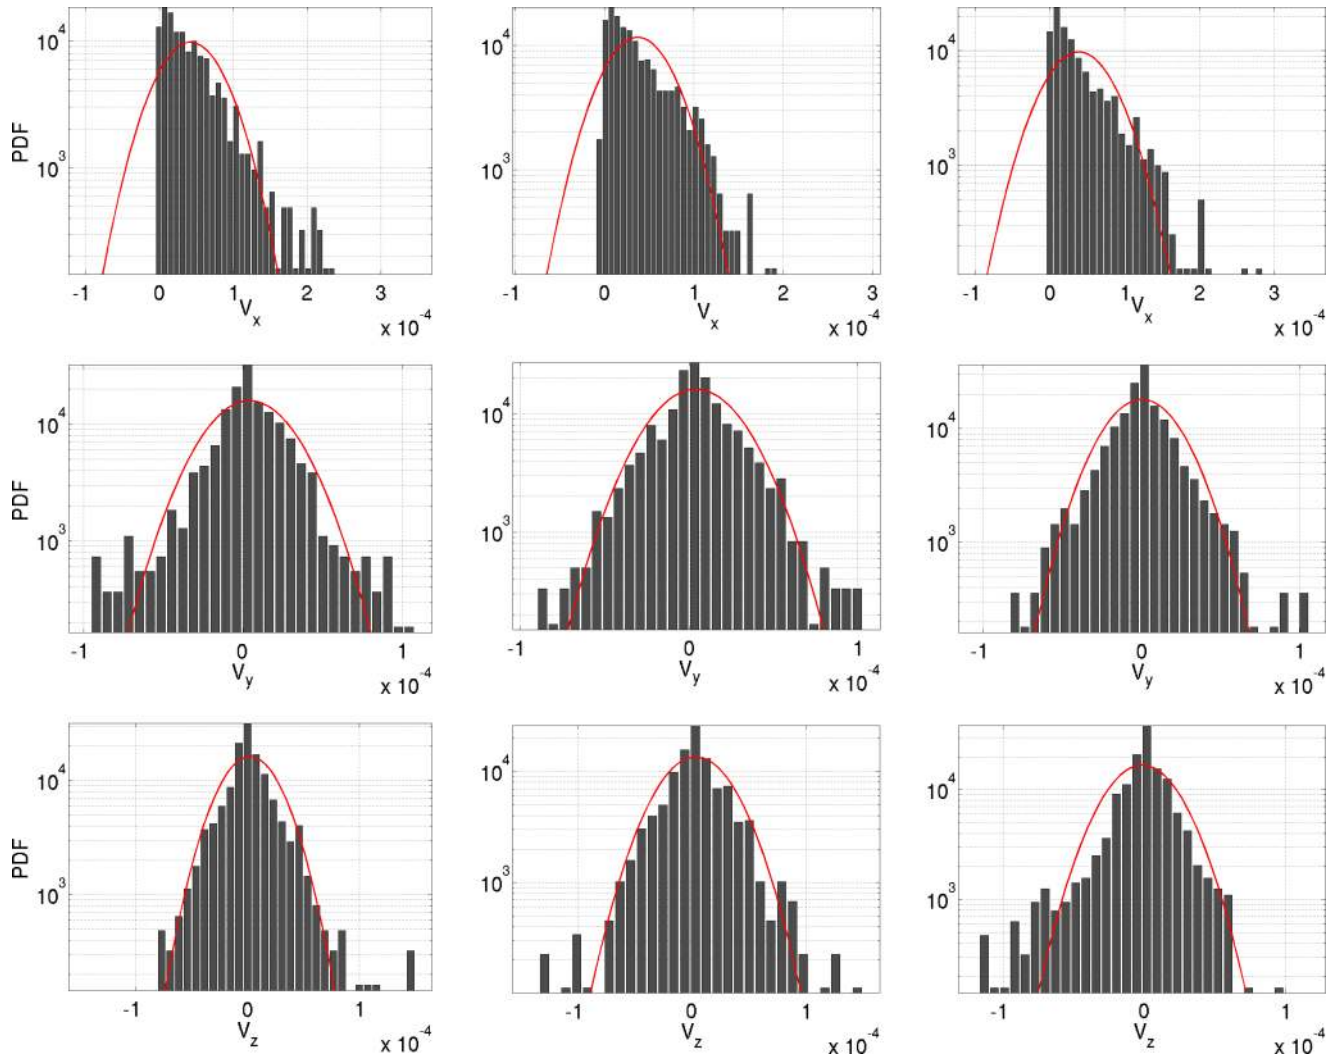 PDF 10^4 10^3 -1 0 1 2 3 V_x x 10^-4
10^4 10^3 -1 0 1 2 3 V_x x 10^-4
10^4 10^3 -1 0 1 2 3 V_x x 10^-4
PDF 10^4 10^3 -1 0 1 V_y x 10^-4
10^4 10^3 -1 0 1 V_y x 10^-4
10^4 10^3 -1 0 1 V_y x 10^-4
PDF 10^4 10^3 -1 0 1 V_z x 10^-4
10^4 10^3 -1 0 1 V_z x 10^-4
10^4 10^3 -1 0 1 V_z x 10^-4